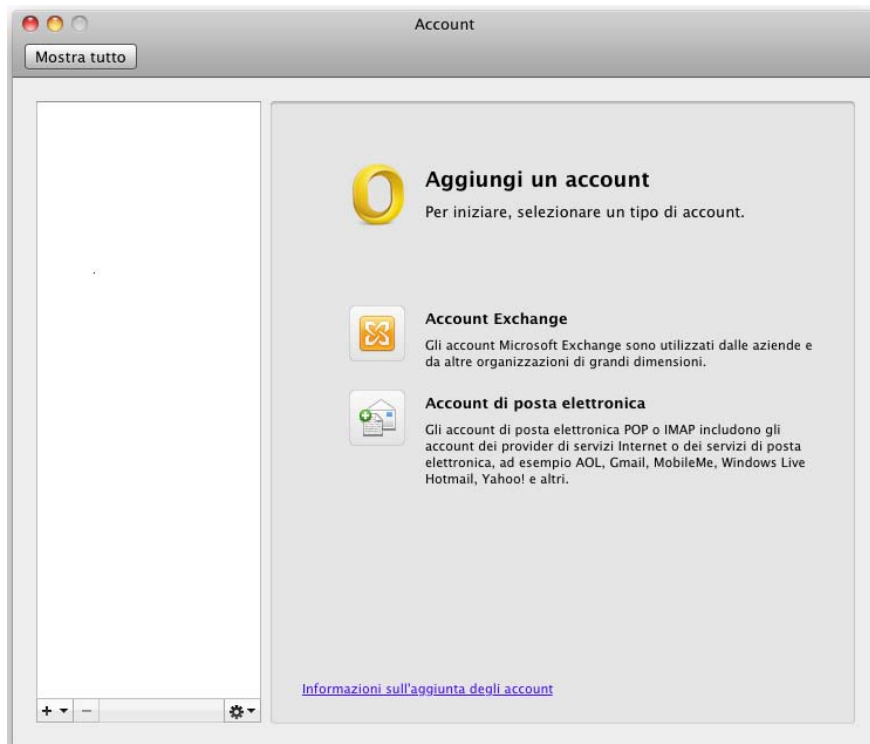 Account
Mostra tutto
Aggiungi un account
Per iniziare, selezionare un tipo di account.
Account Exchange
Gli account Microsoft Exchange sono utilizzati dalle aziende e
da altre organizzazioni di grandi dimensioni.
Account di posta elettronica
Gli account di posta elettronica POP o IMAP includono gli
account dei provider di servizi Internet o dei servizi di posta
elettronica, ad esempio AOL, Gmail, MobileMe, Windows Live
Hotmail, Yahoo! e altri.
Informazioni sull'aggiunta degli account